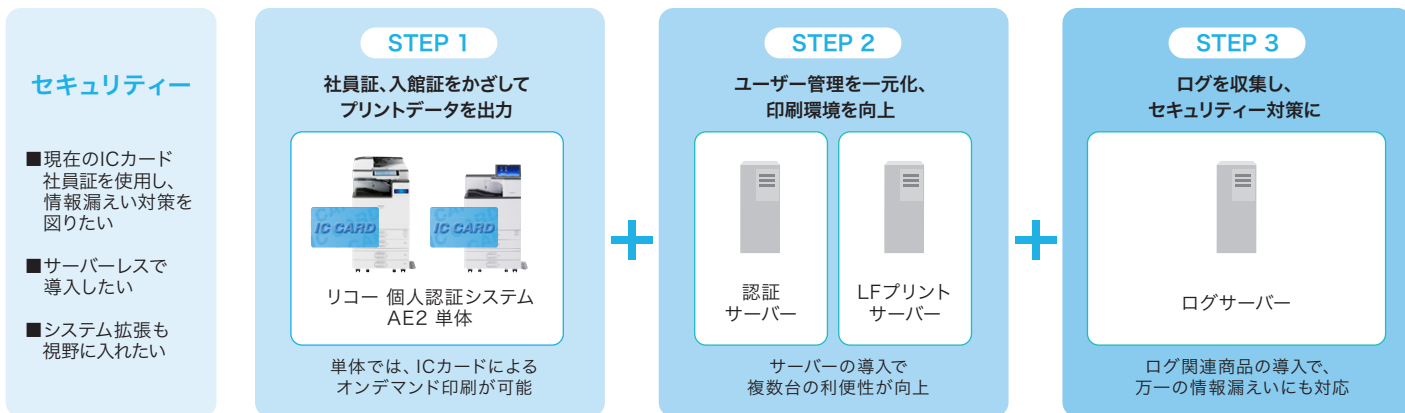 セキュリティー
■現在のICカード
社員証を使用し、
情報漏えい対策を
図りたい
■サーバーレスで
導入したい
■システム拡張も
視野に入れたい
STEP 1
社員証、入館証をかざして
プリントデータを出力
IC CARD
IC CARD
リコー 個人認証システム
AE2 単体
単体では、ICカードによる
オンデマンド印刷が可能
+
STEP 2
ユーザー管理を一元化、
印刷環境を向上
認証
サーバー
LFプリント
サーバー
サーバーの導入で
複数台の利便性が向上
+
STEP 3
ログを収集し、
セキュリティー対策に
ログサーバー
ログ関連商品の導入で、
万一の情報漏えいにも対応